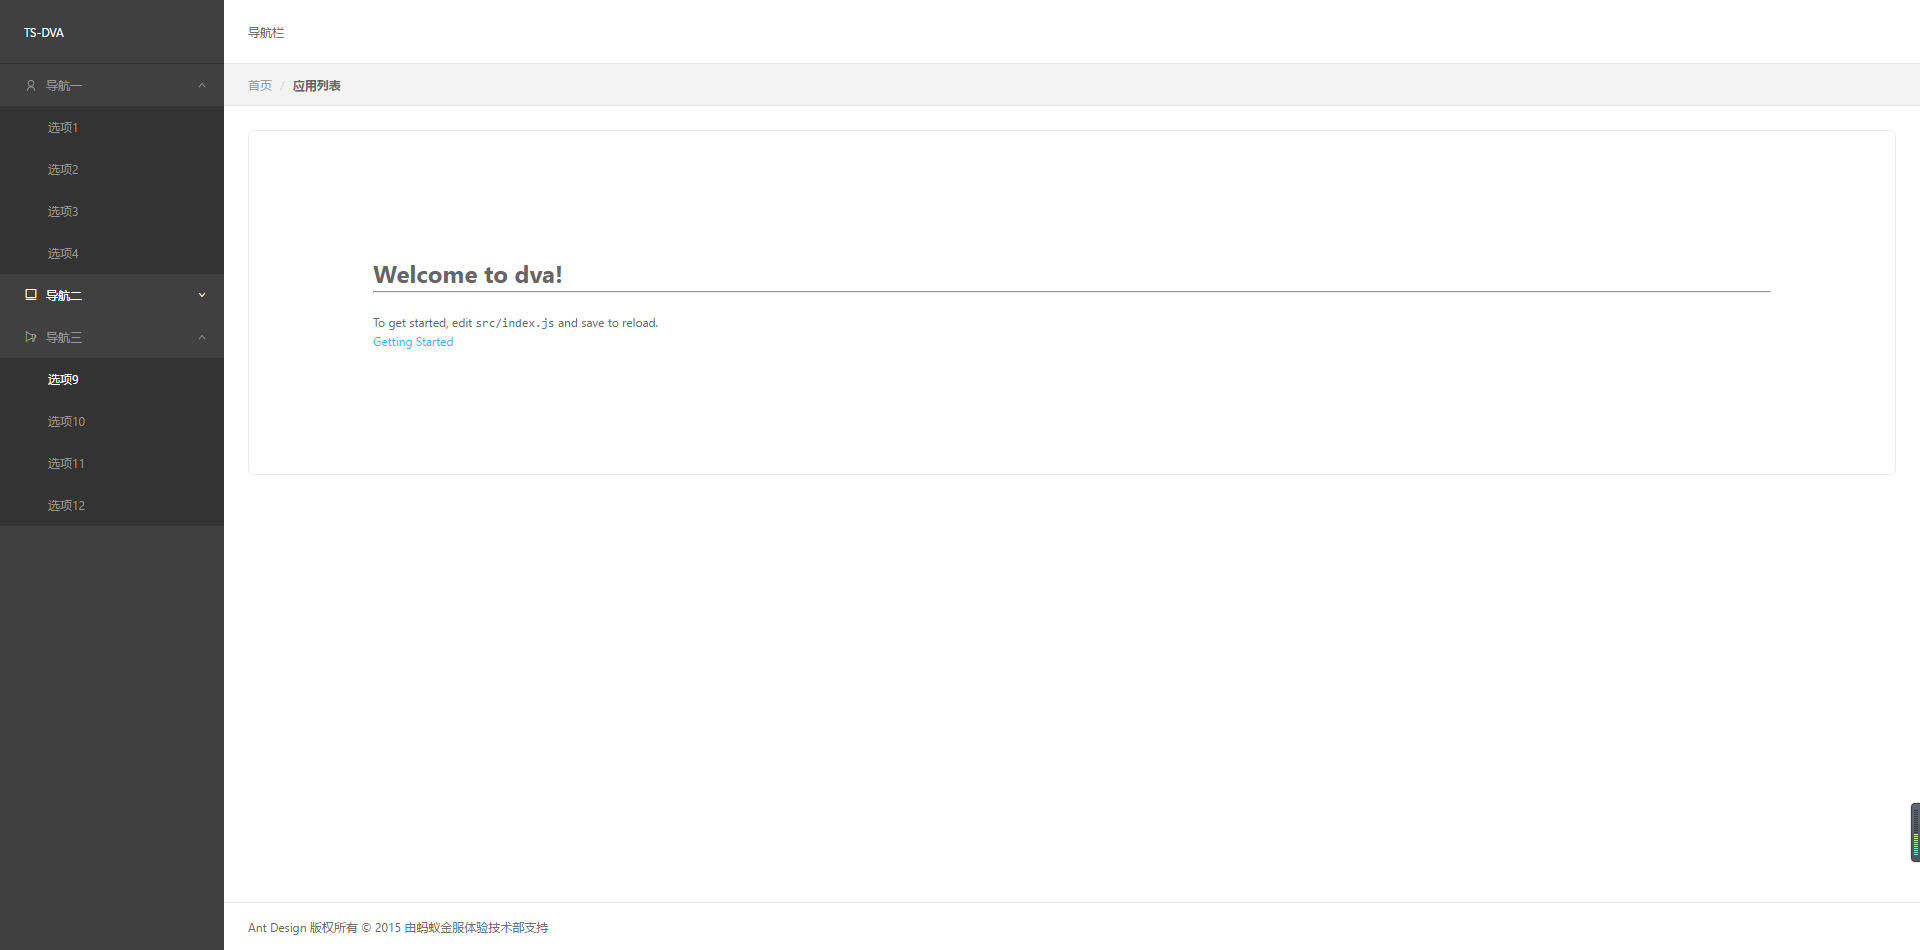 TS-DVA
导航一
选项1
选项2
选项3
选项4
导航二
导航三
选项9
选项10
选项11
选项12
导航栏
首页 / 应用列表
Welcome to dva!
To get started, edit src/index.js and save to reload.
Getting Started
Ant Design 版权所有 © 2015 由蚂蚁金服体验技术部支持